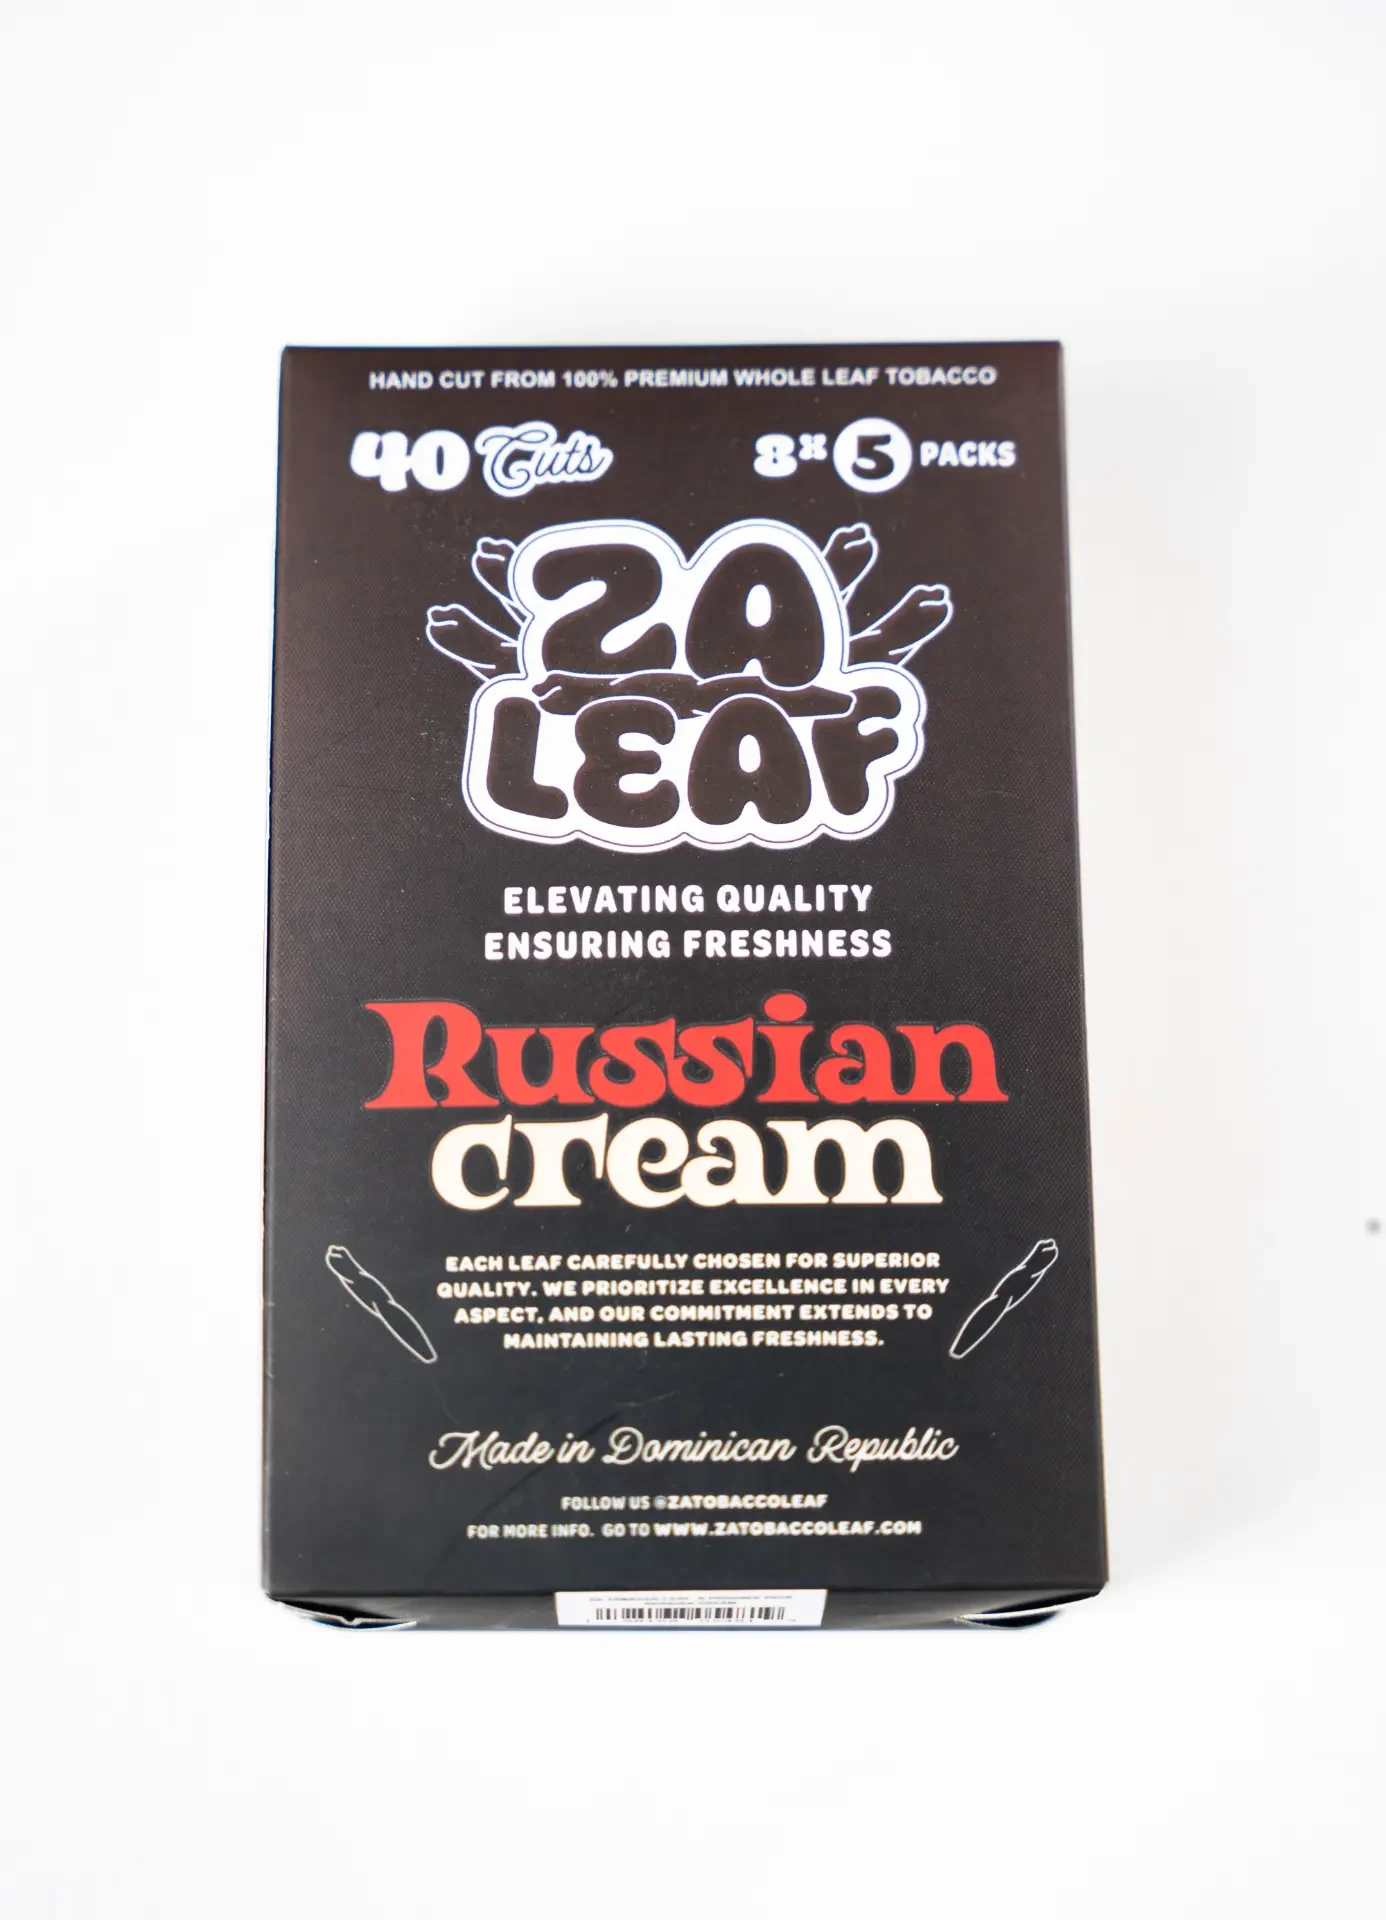 HAND CUT FROM 100% PREMIUM WHOLE LEAF TOBACCO
40 Cuts
8x 5 PACKS
ZA
LEAF
ELEVATING QUALITY
ENSURING FRESHNESS
Russian
cream
EACH LEAF CAREFULLY CHOSEN FOR SUPERIOR
QUALITY. WE PRIORITIZE EXCELLENCE IN EVERY
ASPECT, AND OUR COMMITMENT EXTENDS TO
MAINTAINING LASTING FRESHNESS.
Made in Dominican Republic
FOLLOW US @ZATOBACCOLEAF
FOR MORE INFO. GO TO WWW.ZATOBACCOLEAF.COM